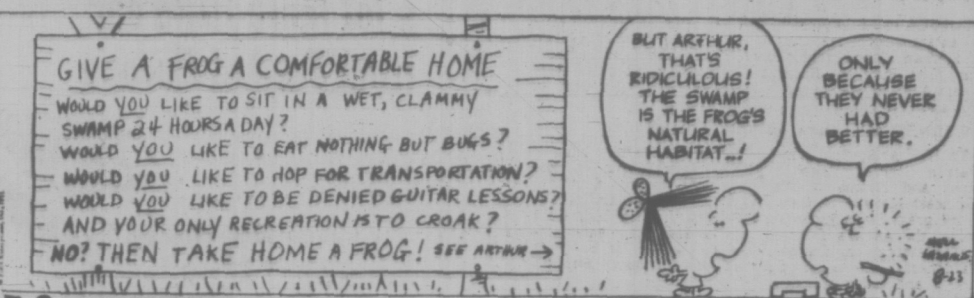 GIVE A FROG A COMFORTABLE HOME
WOULD YOU LIKE TO SIT IN A WET, CLAMMY
SWAMP 24 HOURS A DAY?
WOULD YOU LIKE TO EAT NOTHING BUT BUGS?
WOULD YOU LIKE TO HOP FOR TRANSPORTATION?
WOULD YOU LIKE TO BE DENIED GUITAR LESSONS?
AND YOUR ONLY RECREATION IS TO CROAK?
NO? THEN TAKE HOME A FROG! SEE ARTHUR →
BUT ARTHUR,
THAT'S
RIDICULOUS!
THE SWAMP
IS THE FROG'S
NATURAL
HABITAT...!
ONLY
BECAUSE
THEY NEVER
HAD
BETTER.
8-23